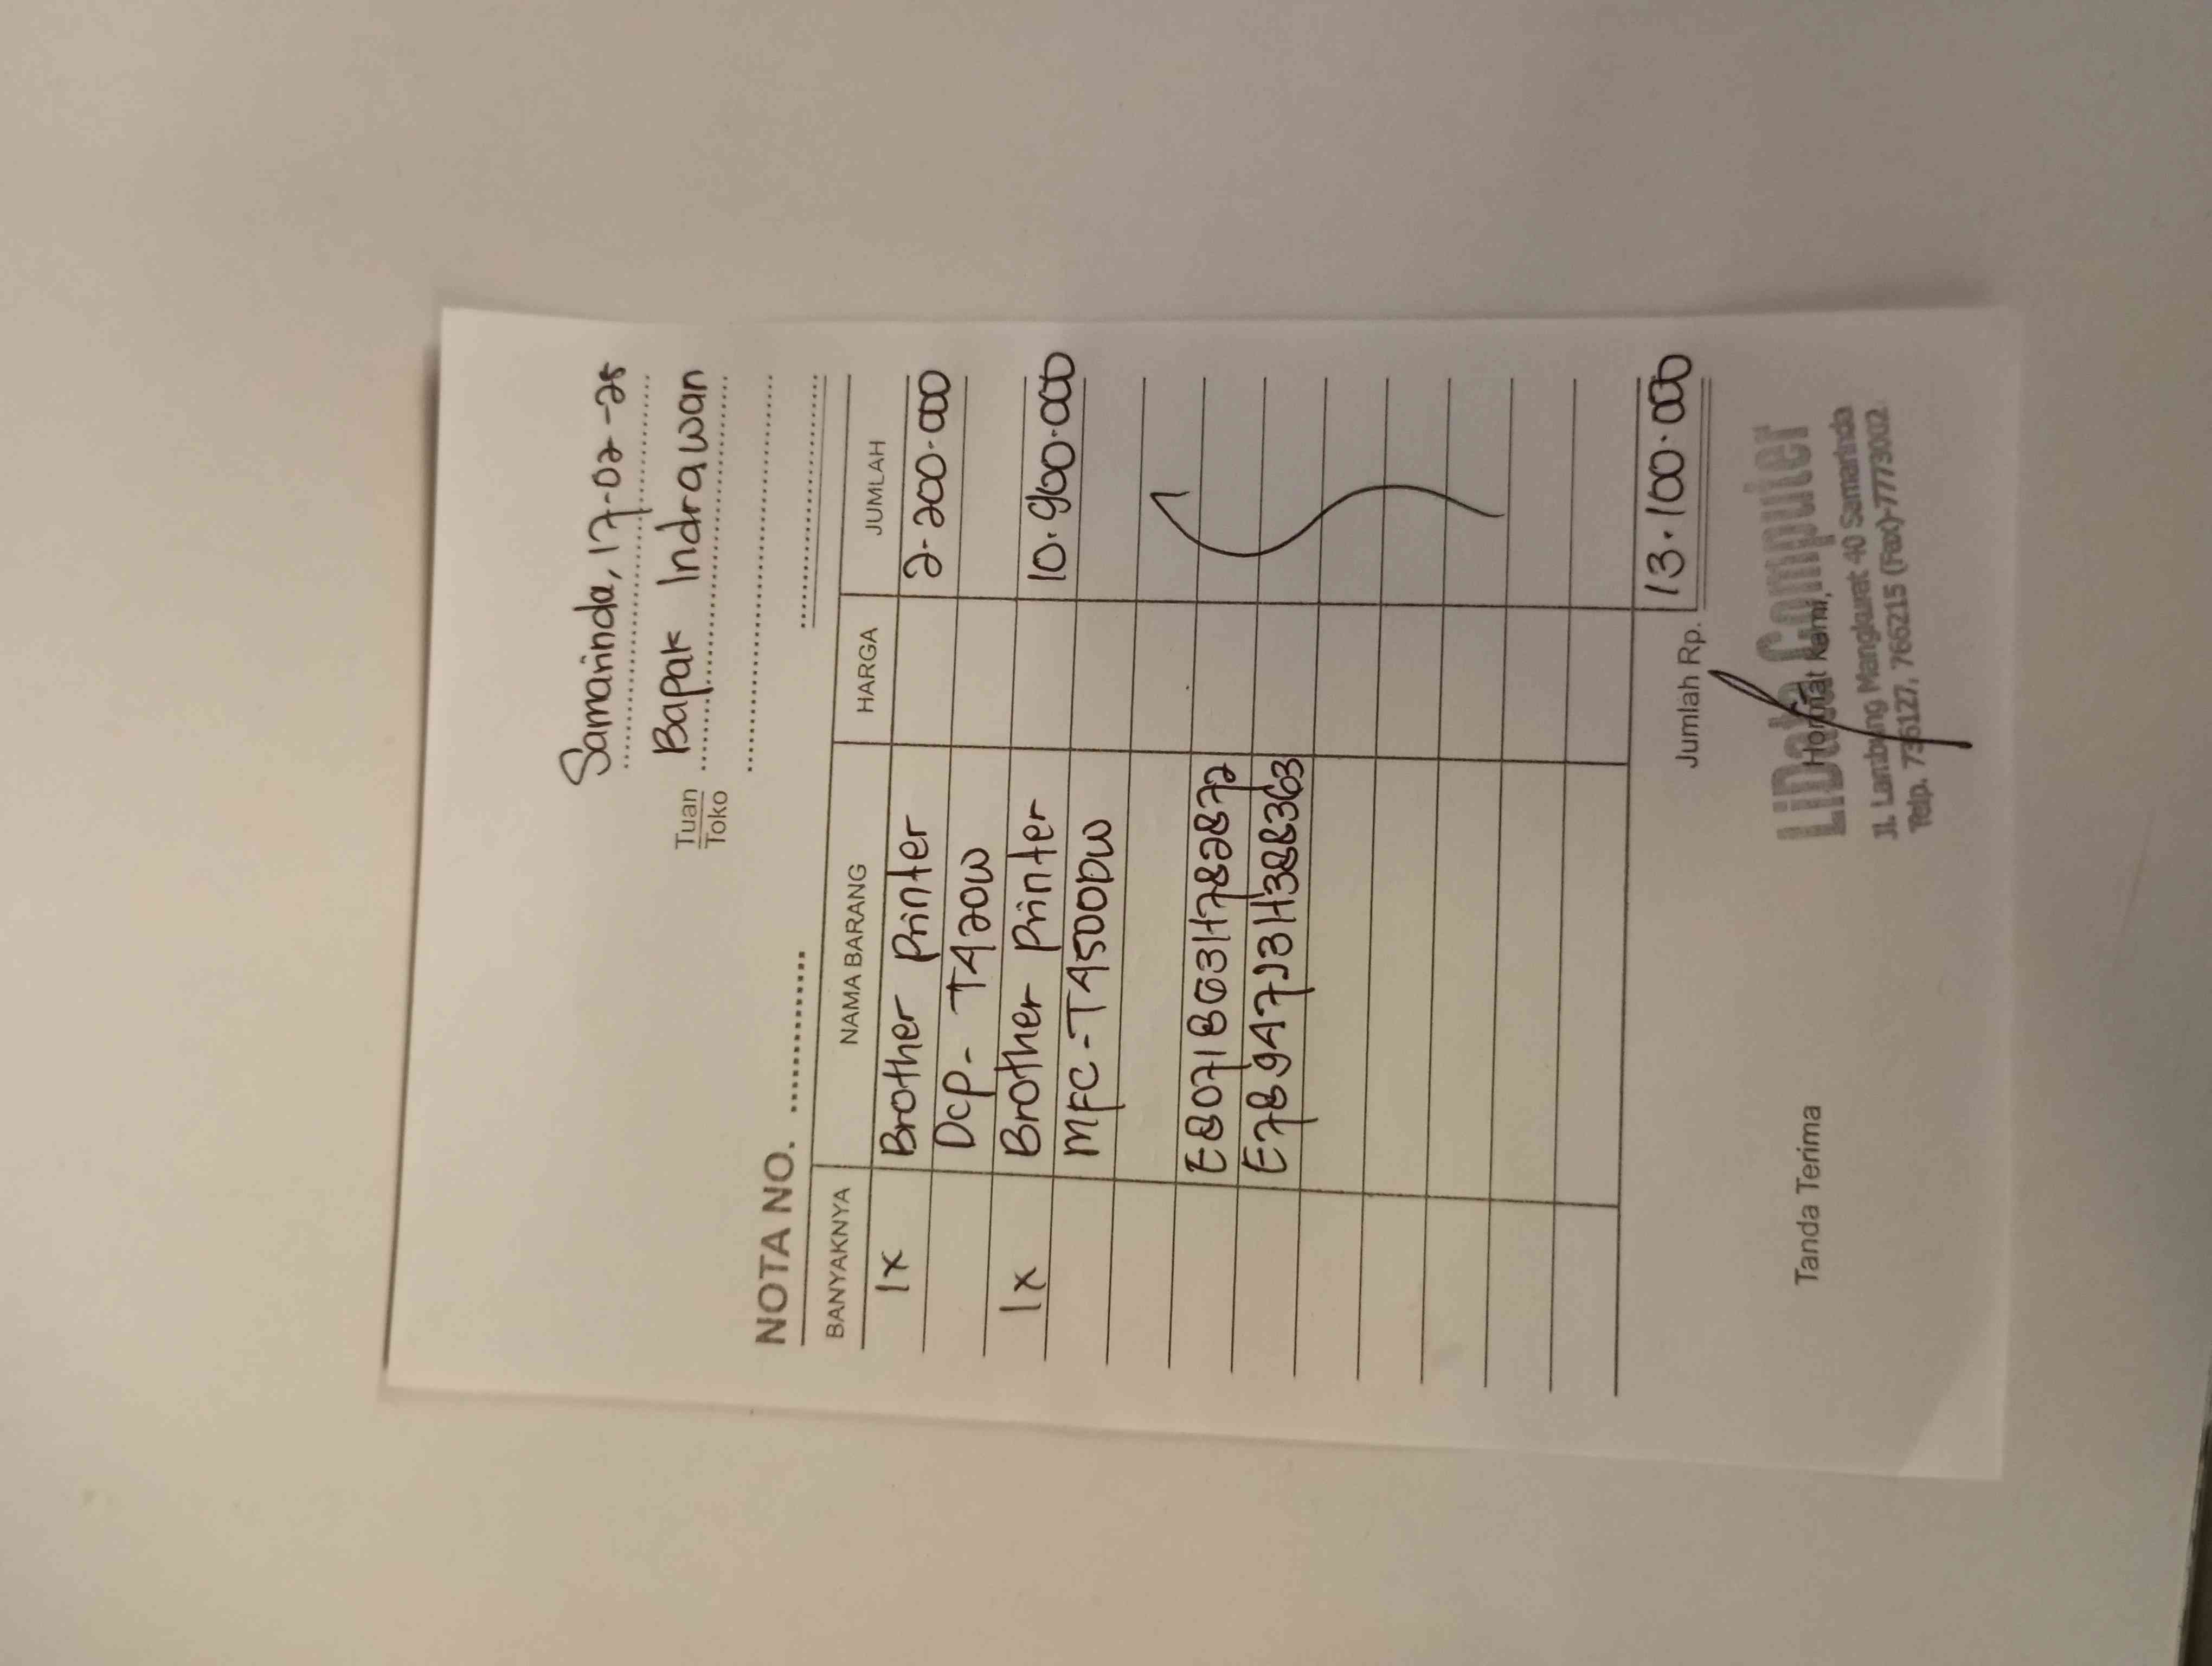 Samarinda, 17-02-25
Tuan
Toko
Bapak Indrawan
NOTA NO.
BANYAKNYA NAMA BARANG HARGA JUMLAH
1x Brother Printer 2.200.000
DCP - T420W
1x Brother Printer 10.900.000
MFC - T4500DW
E8071BG3H782872
E78947J3H388363
Jumlah Rp. 13.100.000
Tanda Terima Hormat Kami,
LiData Computer
Jl. Lambung Mangkurat 40 Samarinda
Telp. 736127, 766215 (Fax)-7773002